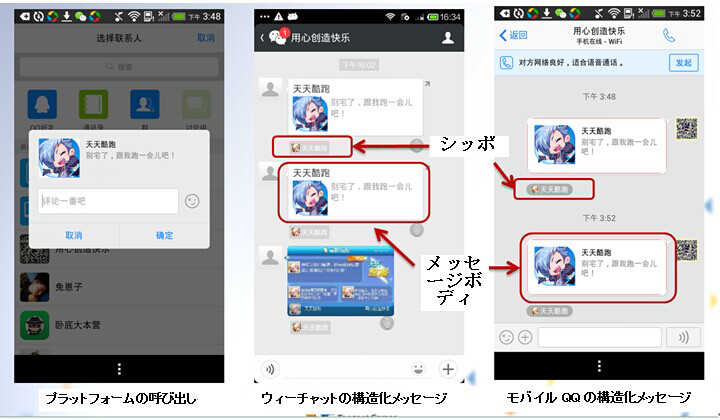 下午 3:48
选择联系人
取消
搜索
QQ好友
通讯录
群
讨论组
天天酷跑
别宅了，跟我跑一会儿吧！
评论一番吧
取消
确定
用心创造快乐
兔崽子
卧底大本营
プラットフォームの呼び出し
16:34
1
用心创造快乐
下午16:02
天天酷跑
别宅了，跟我跑一会儿
吧！
天天酷跑
天天酷跑
别宅了，跟我跑一会儿
吧！
天天酷跑
天天酷跑
ウィーチャットの構造化メッセージ
シッポ
メッセ
ージボ
ディ
下午 3:52
返回
用心创造快乐
手机在线 - WiFi
对方网络良好，适合语音通话。
发起
下午 3:48
天天酷跑
别宅了，跟我跑一会儿
吧！
天天酷跑
下午 3:52
天天酷跑
别宅了，跟我跑一会儿
吧！
天天酷跑
モバイル QQ の構造化メッセージ